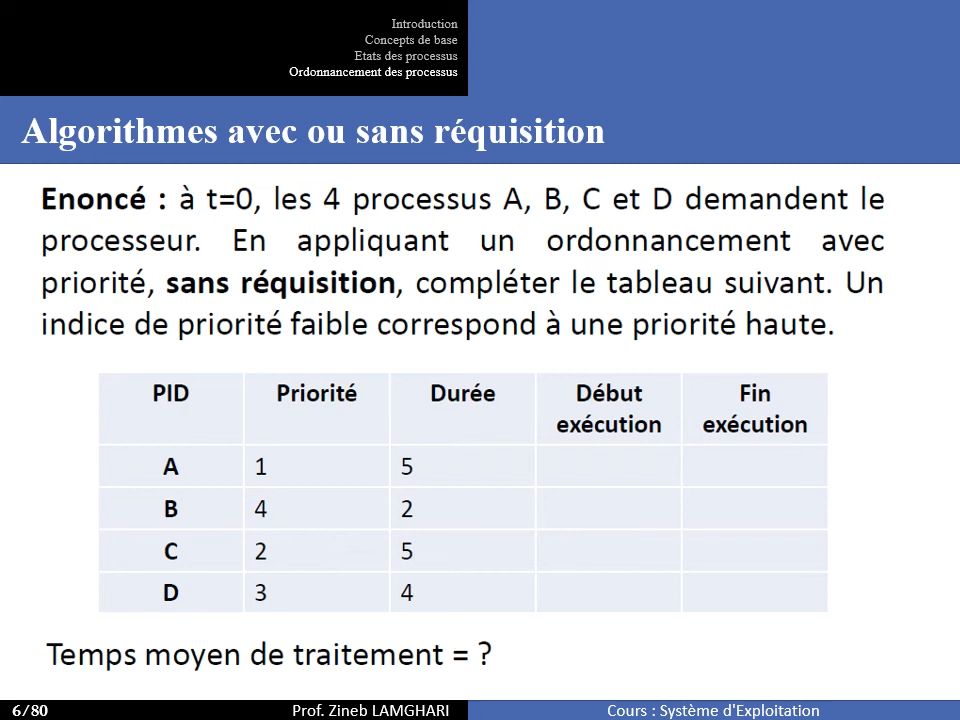 Introduction
Concepts de base
Etats des processus
Ordonnancement des processus
Algorithmes avec ou sans réquisition
Enoncé : à t=0, les 4 processus A, B, C et D demandent le
processeur. En appliquant un ordonnancement avec
priorité, sans réquisition, compléter le tableau suivant. Un
indice de priorité faible correspond à une priorité haute.
PID Priorité Durée Début exécution Fin exécution
A 1 5
B 4 2
C 2 5
D 3 4
Temps moyen de traitement = ?
6/80 Prof. Zineb LAMGHARI Cours : Système d'Exploitation